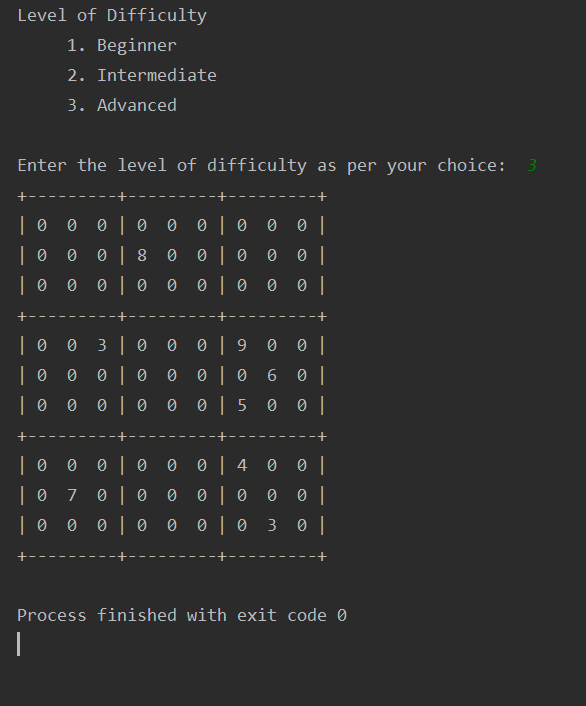 Level of Difficulty
1. Beginner
2. Intermediate
3. Advanced
Enter the level of difficulty as per your choice: 3
+---------+---------+---------+
| 0  0  0 | 0  0  0 | 0  0  0 |
| 0  0  0 | 8  0  0 | 0  0  0 |
| 0  0  0 | 0  0  0 | 0  0  0 |
+---------+---------+---------+
| 0  0  3 | 0  0  0 | 9  0  0 |
| 0  0  0 | 0  0  0 | 0  6  0 |
| 0  0  0 | 0  0  0 | 5  0  0 |
+---------+---------+---------+
| 0  0  0 | 0  0  0 | 4  0  0 |
| 0  7  0 | 0  0  0 | 0  0  0 |
| 0  0  0 | 0  0  0 | 0  3  0 |
+---------+---------+---------+
Process finished with exit code 0